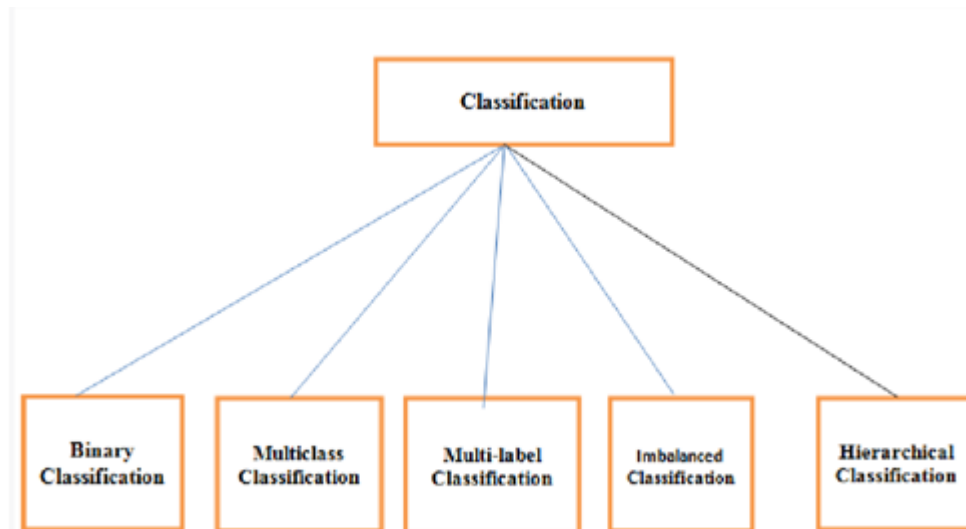 Classification
Binary
Classification
Multiclass
Classification
Multi-label
Classification
Imbalanced
Classification
Hierarchical
Classification